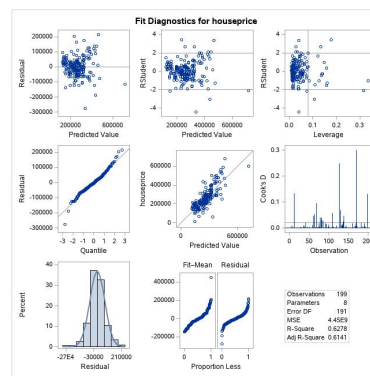 Fit Diagnostics for houseprice
200000
100000
0
-100000
-200000
-300000
Residual
200000 600000
Predicted Value
4
2
0
-2
-4
RStudent
0 200000 400000 600000
Predicted Value
4
2
0
-2
-4
RStudent
0.0 0.1 0.2 0.3
Leverage
200000
100000
0
-100000
-200000
-300000
Residual
-3 -2 -1 0 1 2 3
Quantile
600000
400000
200000
0
houseprice
0 400000
Predicted Value
0.3
0.2
0.1
0.0
Cook's D
0 50 100 150 200
Observation
40
30
20
10
0
Percent
-27E4 -30000 210000
Residual
Fit–Mean Residual
400000
200000
0
-200000
0 1 0 1
Proportion Less
Observations 199
Parameters 8
Error DF 191
MSE 4.45E9
R-Square 0.6278
Adj R-Square 0.6141